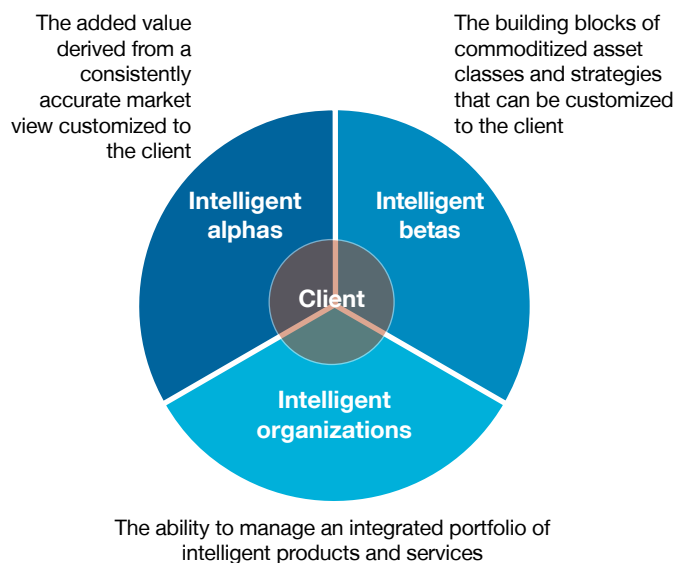 The added value
derived from a
consistently
accurate market
view customized to
the client
The building blocks of
commoditized asset
classes and strategies
that can be customized
to the client
Intelligent
alphas
Intelligent
betas
Client
Intelligent
organizations
The ability to manage an integrated portfolio of
intelligent products and services